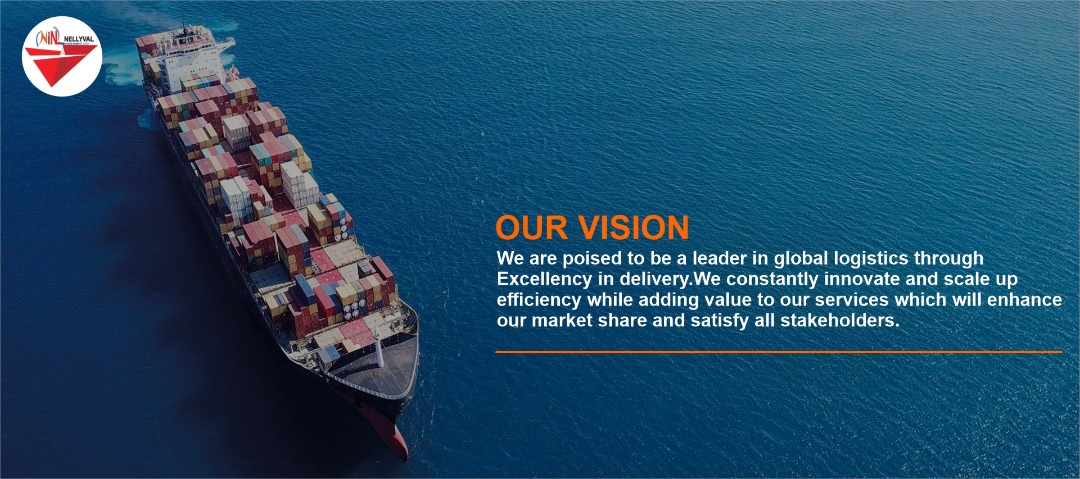 NELLYVAL
OUR VISION
We are poised to be a leader in global logistics through
Excellency in delivery.We constantly innovate and scale up
efficiency while adding value to our services which will enhance
our market share and satisfy all stakeholders.